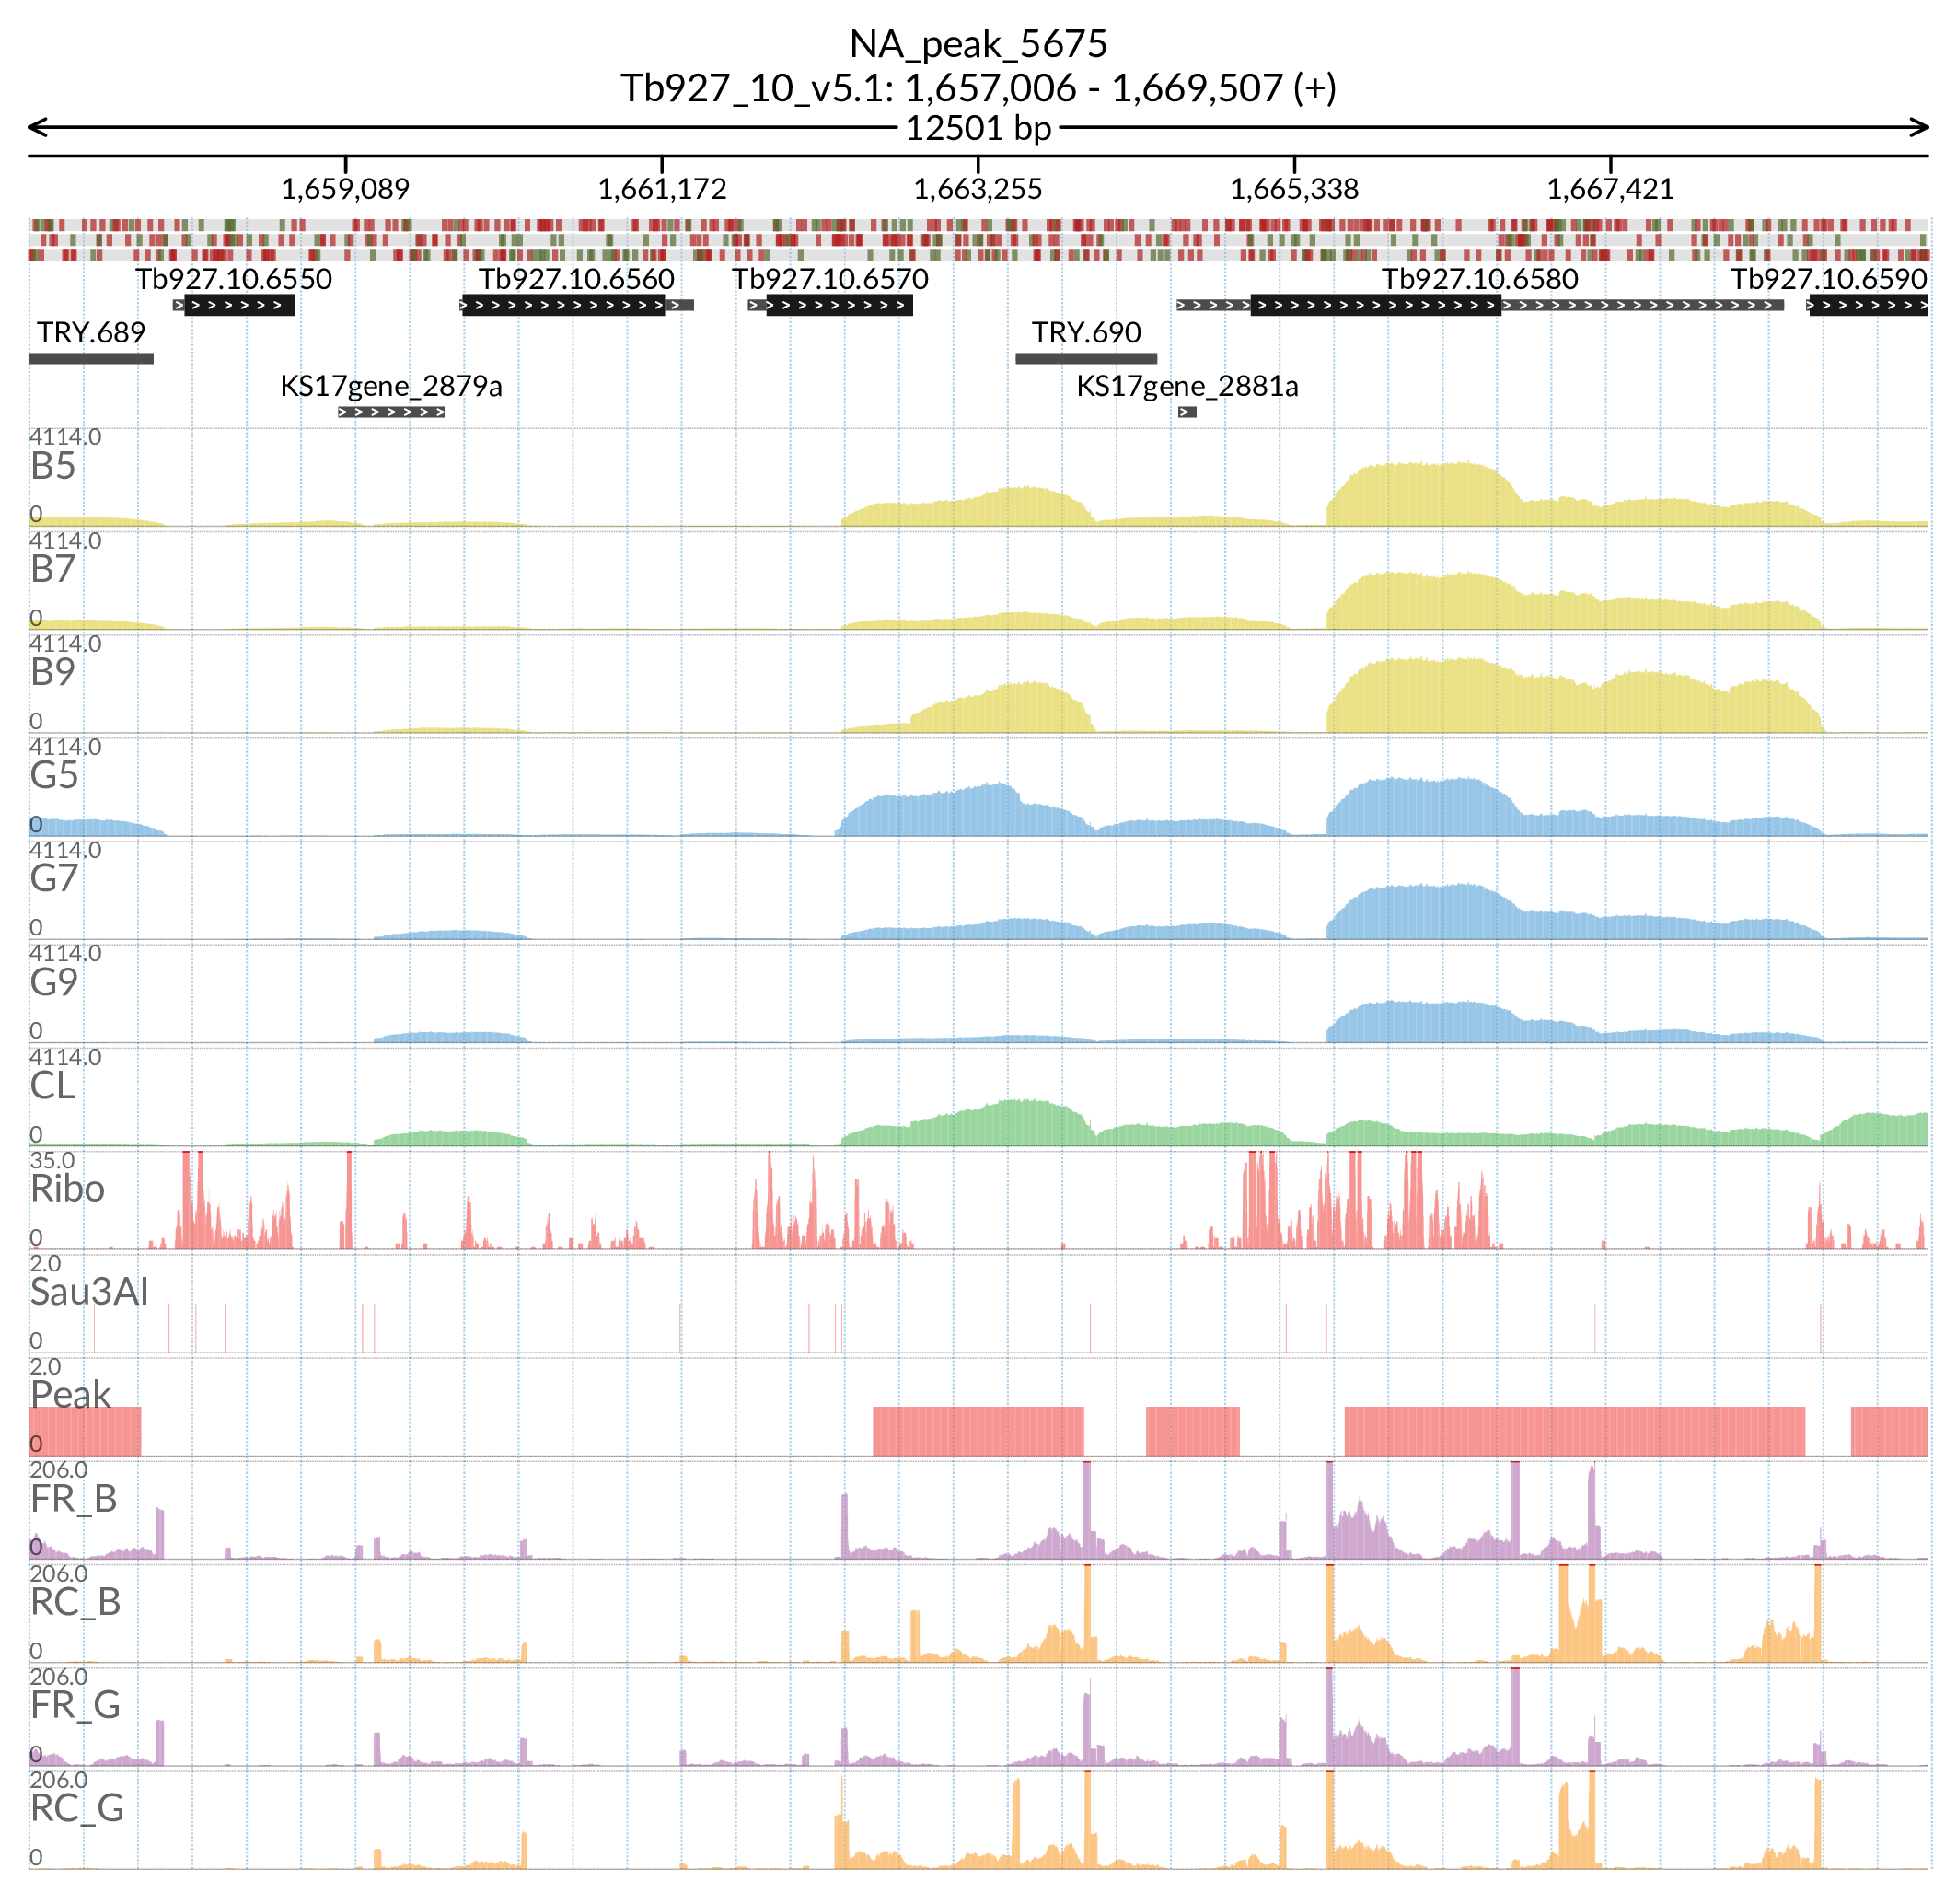 NA_peak_5675
Tb927_10_v5.1: 1,657,006 - 1,669,507 (+)
12501 bp
1,659,089 1,661,172 1,663,255 1,665,338 1,667,421
Tb927.10.6550 Tb927.10.6560 Tb927.10.6570 Tb927.10.6580 Tb927.10.6590
TRY.689 TRY.690
KS17gene_2879a KS17gene_2881a
4114.0
B5
0
4114.0
B7
0
4114.0
B9
0
4114.0
G5
0
4114.0
G7
0
4114.0
G9
0
4114.0
CL
0
35.0
Ribo
0
2.0
Sau3AI
0
2.0
Peak
0
206.0
FR_B
0
206.0
RC_B
0
206.0
FR_G
0
206.0
RC_G
0